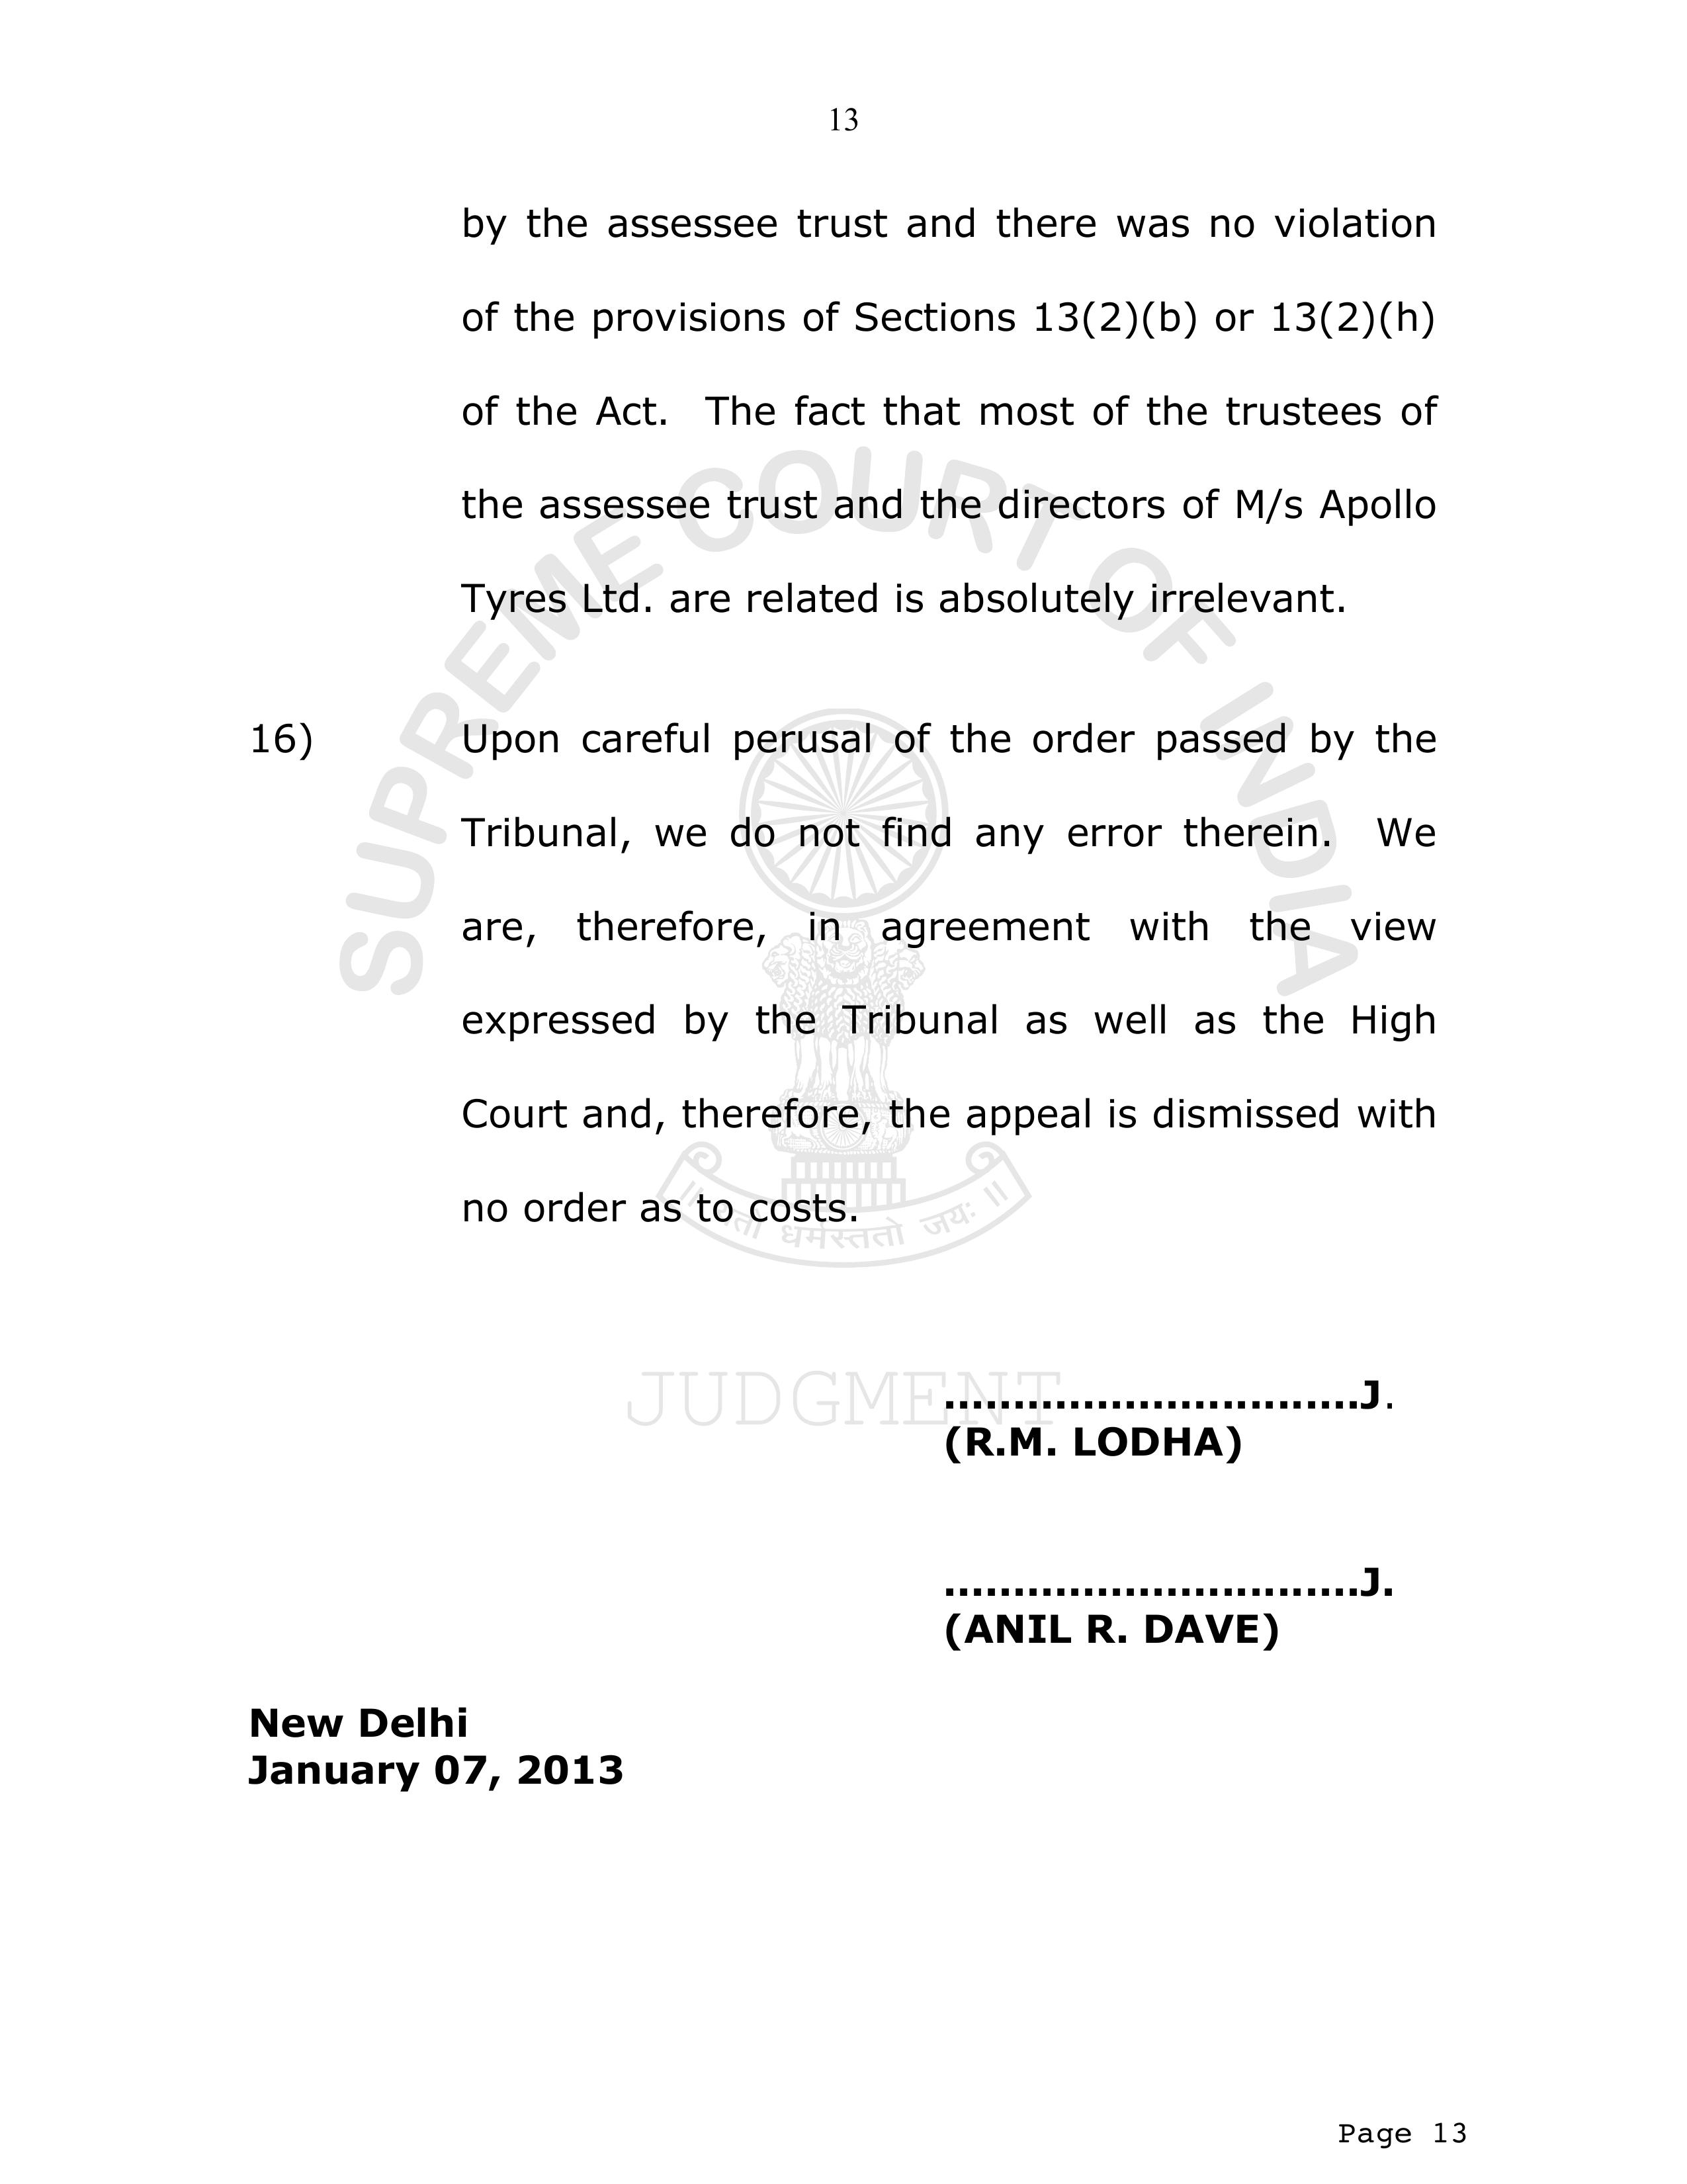 13
by the assessee trust and there was no violation
of the provisions of Sections 13(2)(b) or 13(2)(h)
of the Act. The fact that most of the trustees of
the assessee trust and the directors of M/s Apollo
Tyres Ltd. are related is absolutely irrelevant.
SUPREME COURT OF INDIA
16) Upon careful perusal of the order passed by the
Tribunal, we do not find any error therein. We
are, therefore, in agreement with the view
expressed by the Tribunal as well as the High
Court and, therefore, the appeal is dismissed with
no order as to costs.
॥ यतो धर्मस्ततो जयः ॥
JUDGMENT
..............................J.
(R.M. LODHA)
..............................J.
(ANIL R. DAVE)
New Delhi
January 07, 2013
Page 13